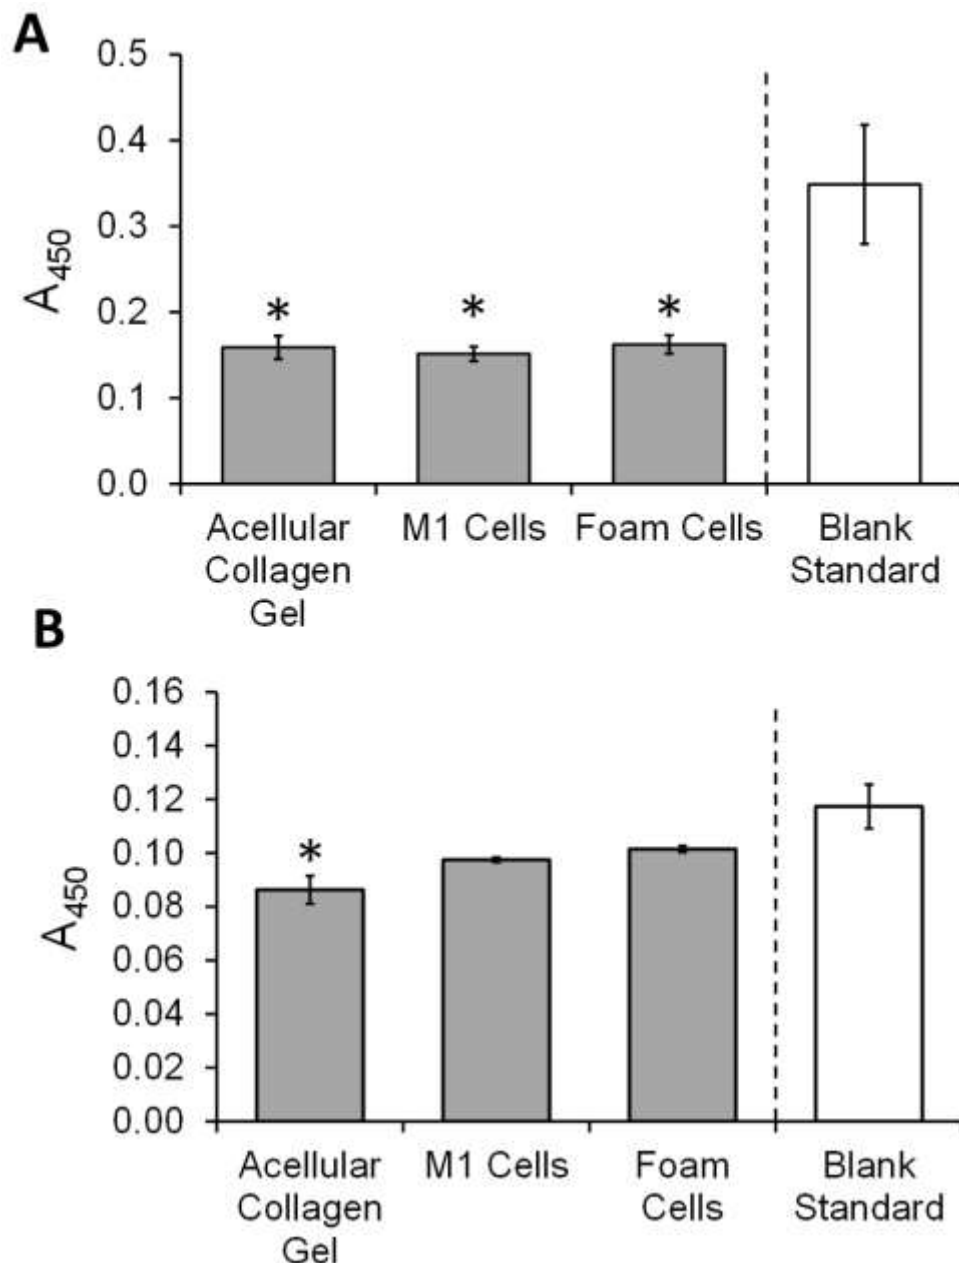 A
0.5
0.4
0.3
0.2
0.1
0.0
A450
* * *
Acellular M1 Cells Foam Cells Blank
Collagen Standard
Gel
B
0.16
0.14
0.12
0.10
0.08
0.06
0.04
0.02
0.00
A450
*
Acellular M1 Cells Foam Blank
Collagen Cells Standard
Gel